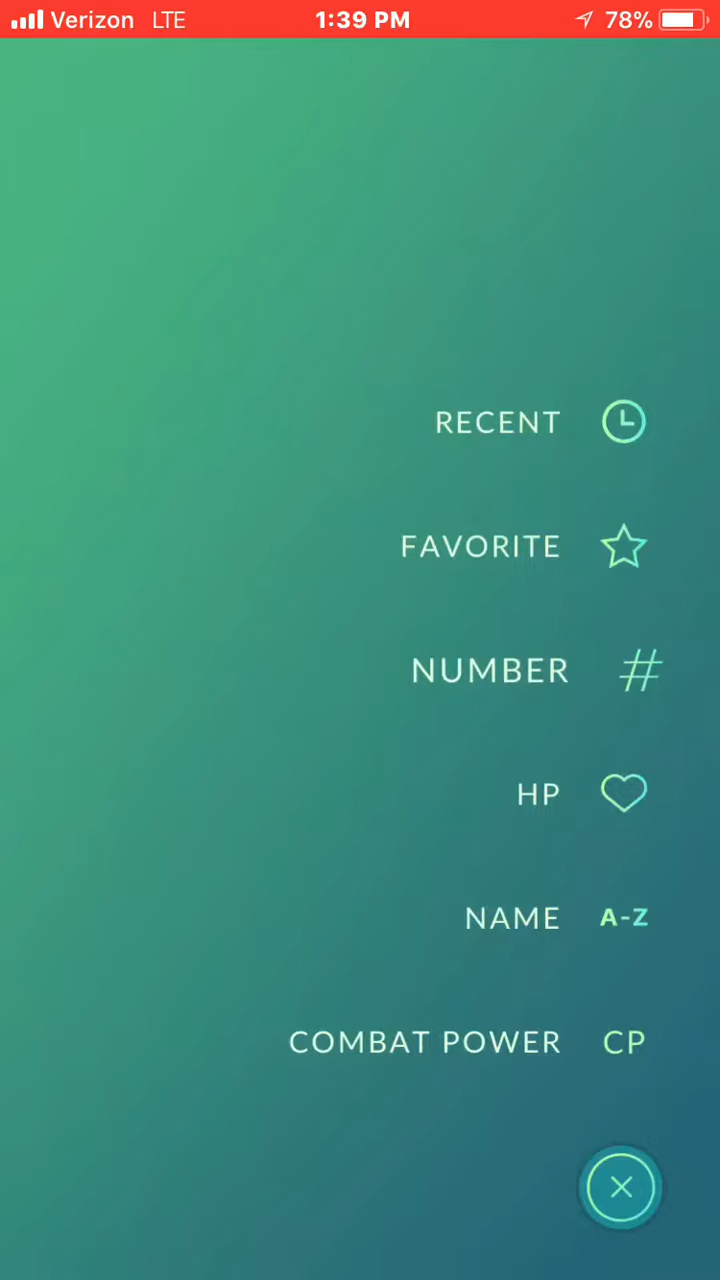 Verizon LTE 1:39 PM 78%
RECENT
FAVORITE
NUMBER #
HP
NAME A-Z
COMBAT POWER CP